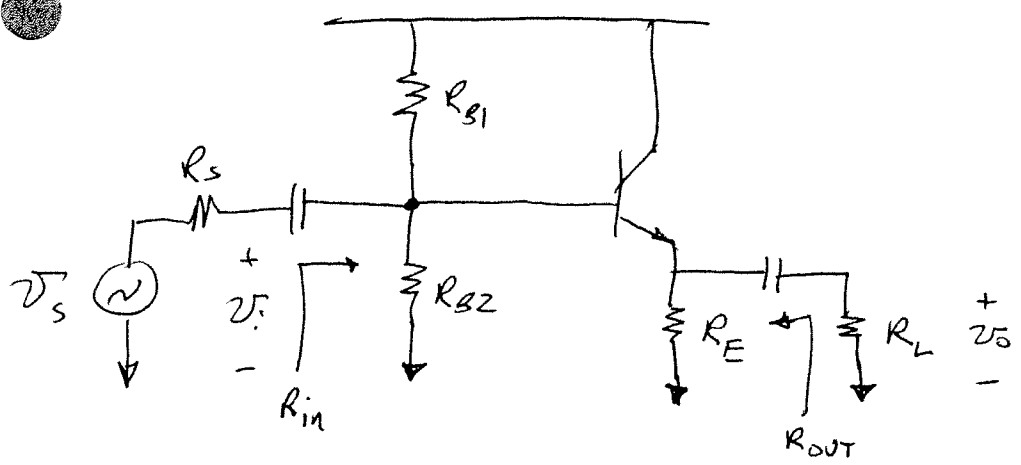 R_B1
R_S
v_s
+
v_i
-
R_in
R_B2
R_E
R_L
+
v_o
-
R_OUT